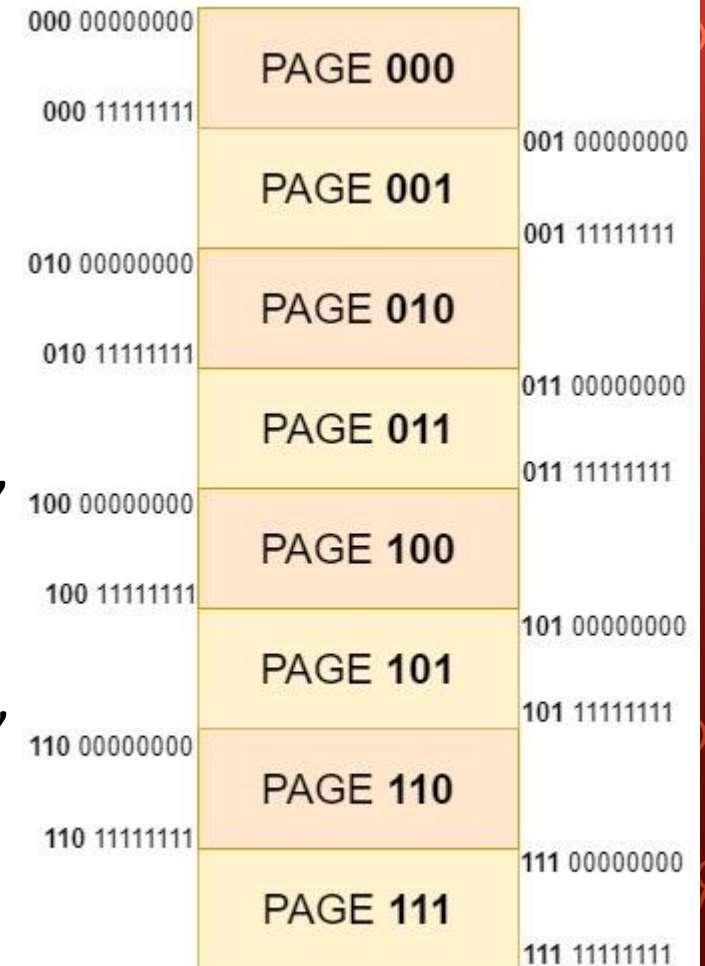 000 00000000
PAGE 000
000 11111111
001 00000000
PAGE 001
001 11111111
010 00000000
PAGE 010
010 11111111
011 00000000
PAGE 011
011 11111111
100 00000000
PAGE 100
100 11111111
101 00000000
PAGE 101
101 11111111
110 00000000
PAGE 110
110 11111111
111 00000000
PAGE 111
111 11111111